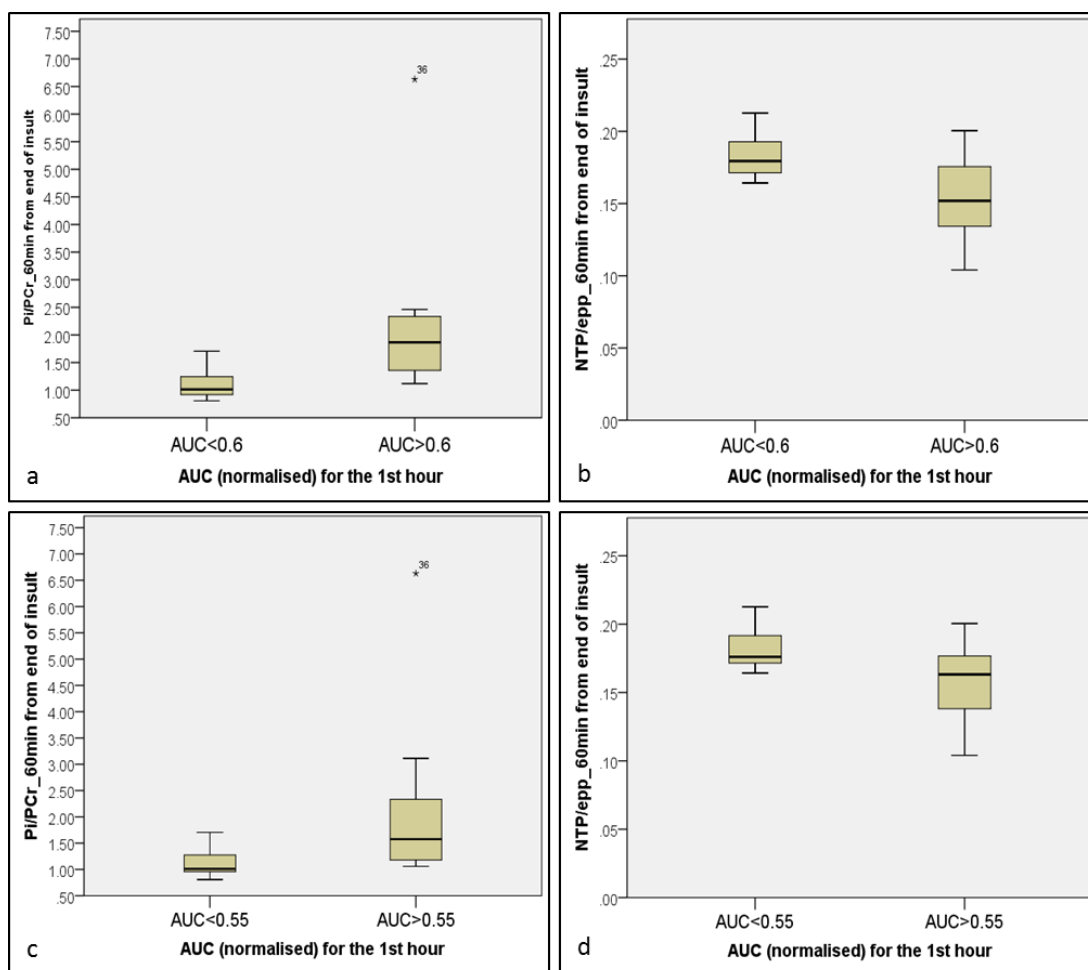 Pi/PCr_60min from end of insult
7.50
7.00
6.50
6.00
5.50
5.00
4.50
4.00
3.50
3.00
2.50
2.00
1.50
1.00
.50
36
AUC<0.6
AUC>0.6
AUC (normalised) for the 1st hour
a
NTP/epp_60min from end of insult
.25
.20
.15
.10
.05
.00
AUC<0.6
AUC>0.6
AUC (normalised) for the 1st hour
b
Pi/PCr_60min from end of insult
7.50
7.00
6.50
6.00
5.50
5.00
4.50
4.00
3.50
3.00
2.50
2.00
1.50
1.00
.50
36
AUC<0.55
AUC>0.55
AUC (normalised) for the 1st hour
c
NTP/epp_60min from end of insult
.25
.20
.15
.10
.05
.00
AUC<0.55
AUC>0.55
AUC (normalised) for the 1st hour
d